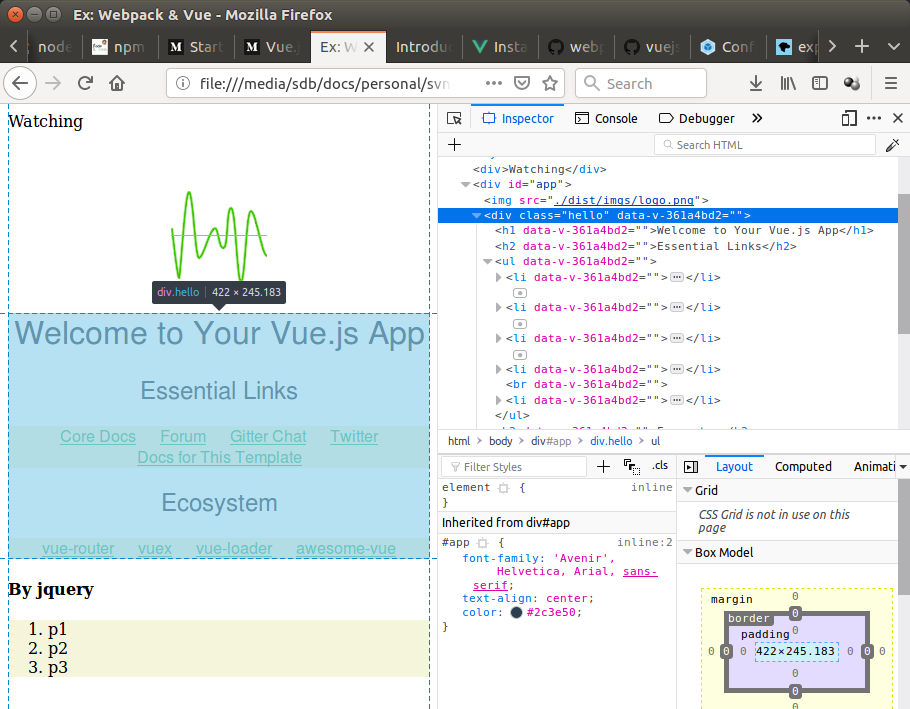 Ex: Webpack & Vue - Mozilla Firefox
node
npm
Start
Vue.
Ex: W
Introdu
Insta
webp
vuejs
Conf
exp
file:///media/sdb/docs/personal/svn
Search
Watching
div.hello | 422 × 245.183
Welcome to Your Vue.js App
Essential Links
Core Docs Forum Gitter Chat Twitter
Docs for This Template
Ecosystem
vue-router vuex vue-loader awesome-vue
By jquery
1. p1
2. p2
3. p3
Inspector Console Debugger
Search HTML
<div>Watching</div>
<div id="app">
<img src="./dist/imgs/logo.png">
<div class="hello" data-v-361a4bd2="">
<h1 data-v-361a4bd2="">Welcome to Your Vue.js App</h1>
<h2 data-v-361a4bd2="">Essential Links</h2>
<ul data-v-361a4bd2="">
<li data-v-361a4bd2=""></li>
<li data-v-361a4bd2=""></li>
<li data-v-361a4bd2=""></li>
<li data-v-361a4bd2=""></li>
<br data-v-361a4bd2="">
<li data-v-361a4bd2=""></li>
</ul>
html > body > div#app > div.hello > ul
Filter Styles
.cls
element { inline
}
Inherited from div#app
#app { inline:2
font-family: 'Avenir',
Helvetica, Arial, sans-
serif;
text-align: center;
color: #2c3e50;
}
Layout Computed Animati
Grid
CSS Grid is not in use on this
page
Box Model
margin 0
border 0
padding 0
0 0 0 422×245.183 0 0 0
0
0
0